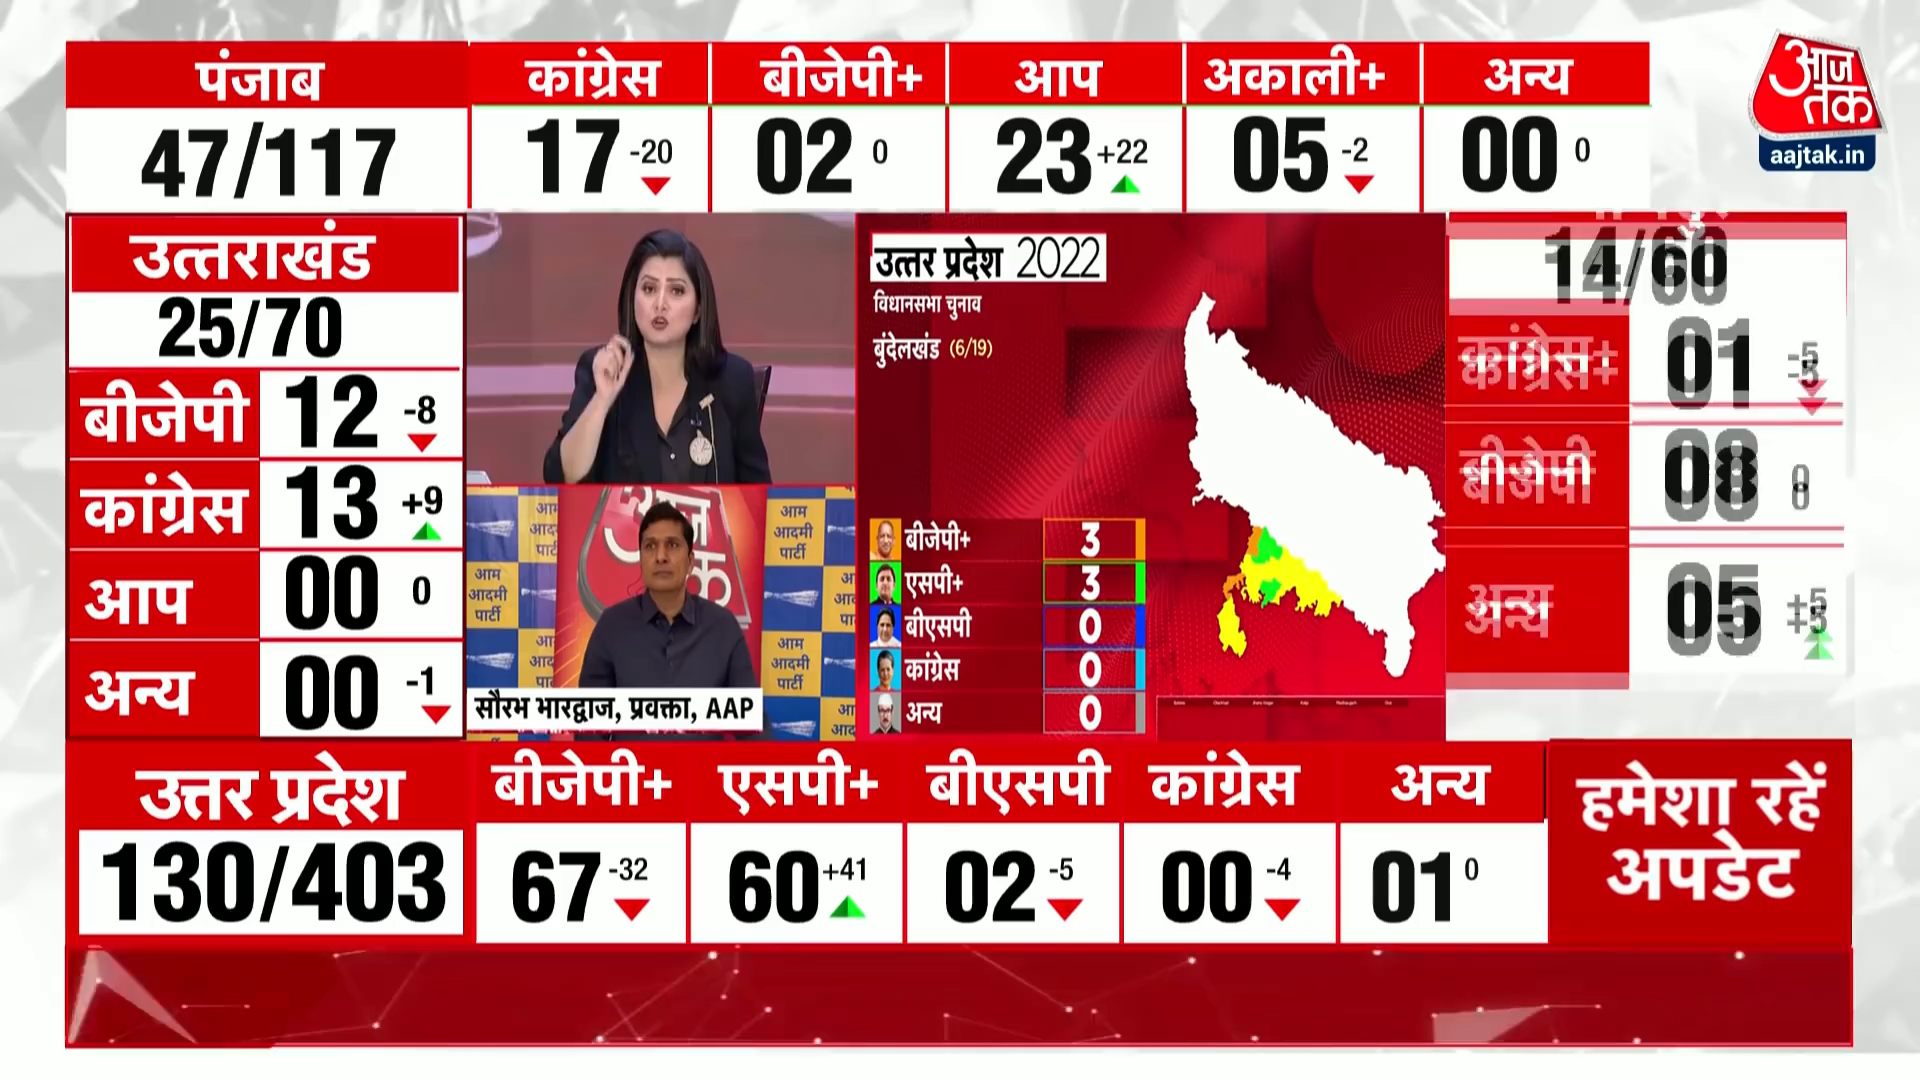 पंजाब
47/117
कांग्रेस
17 -20
बीजेपी+
02 0
आप
23 +22
अकाली+
05 -2
अन्य
00 0
आज
तक
aajtak.in
उत्तराखंड
25/70
बीजेपी 12 -8
कांग्रेस 13 +9
आप 00 0
अन्य 00 -1
आम
आदमी
पार्टी
आम
आदमी
पार्टी
आम
आदमी
पार्टी
सौरभ भारद्वाज, प्रवक्ता, AAP
उत्तर प्रदेश 2022
विधानसभा चुनाव
बुंदेलखंड (6/19)
बीजेपी+ 3
एसपी+ 3
बीएसपी 0
कांग्रेस 0
अन्य 0
14/60
कांग्रेस+ 01
बीजेपी 08
अन्य 05
उत्तर प्रदेश
130/403
बीजेपी+
67 -32
एसपी+
60 +41
बीएसपी
02 -5
कांग्रेस
00 -4
अन्य
01 0
हमेशा रहें
अपडेट